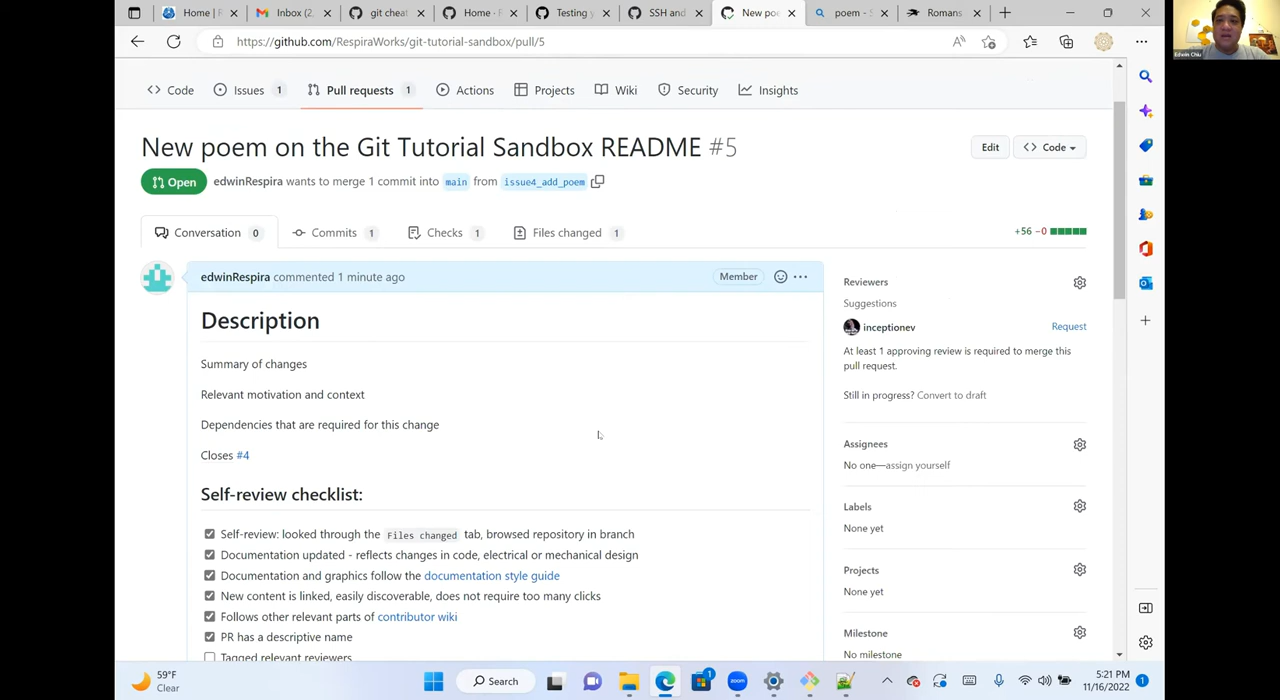 Home |
Inbox (2
git cheat
Home ·
Testing y
SSH and
New poe
poem - S
Romans
https://github.com/RespiraWorks/git-tutorial-sandbox/pull/5
Edwin Chiu
Code
Issues 1
Pull requests 1
Actions
Projects
Wiki
Security
Insights
New poem on the Git Tutorial Sandbox README #5
Edit
Code
Open
edwinRespira wants to merge 1 commit into main from issue4_add_poem
Conversation 0
Commits 1
Checks 1
Files changed 1
+56 −0
edwinRespira commented 1 minute ago
Member
Description
Summary of changes
Relevant motivation and context
Dependencies that are required for this change
Closes #4
Self-review checklist:
Self-review: looked through the Files changed tab, browsed repository in branch
Documentation updated - reflects changes in code, electrical or mechanical design
Documentation and graphics follow the documentation style guide
New content is linked, easily discoverable, does not require too many clicks
Follows other relevant parts of contributor wiki
PR has a descriptive name
Tagged relevant reviewers
Reviewers
Suggestions
inceptionev
Request
At least 1 approving review is required to merge this
pull request.
Still in progress? Convert to draft
Assignees
No one—assign yourself
Labels
None yet
Projects
None yet
Milestone
No milestone
59°F
Clear
Search
zoom
1
5:21 PM
11/16/2022
1